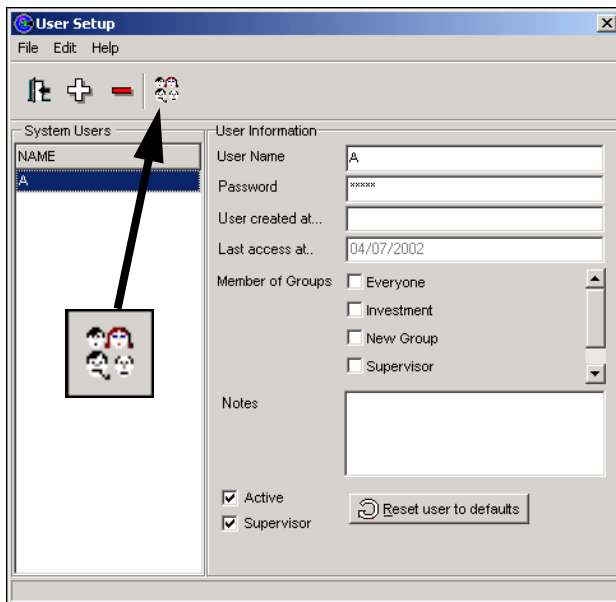 User Setup
File Edit Help
System Users
NAME
A
User Information
User Name A
Password *****
User created at...
Last access at.. 04/07/2002
Member of Groups Everyone
Investment
New Group
Supervisor
Notes
Active
Supervisor
Reset user to defaults